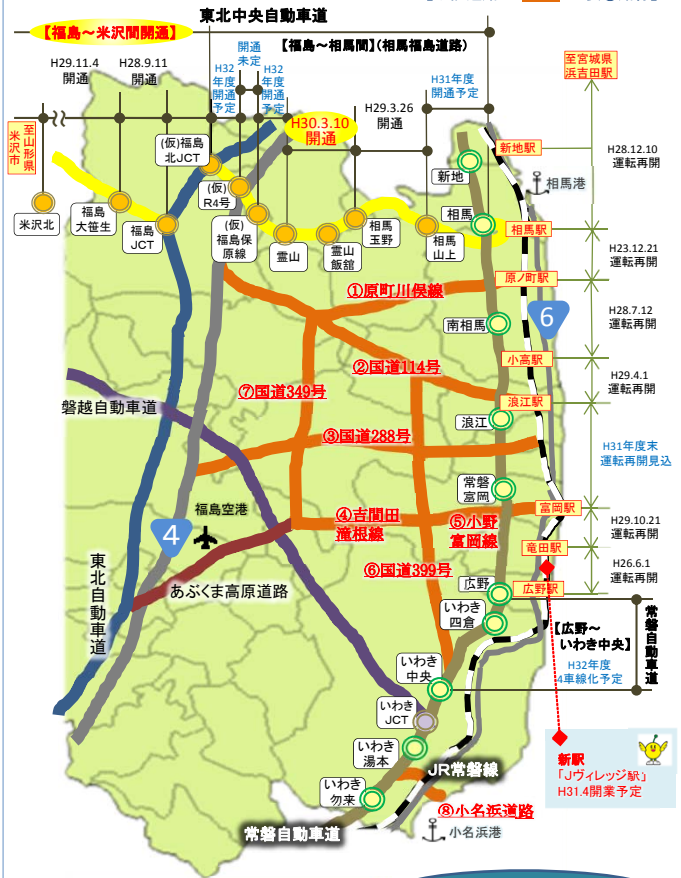 東北中央自動車道
【福島～米沢間開通】
【福島～相馬間】(相馬福島道路)
H29.11.4
開通
H28.9.11
開通
H32
年度
開通
予定
開通
未定
H32
年度
開通
予定
H30.3.10
開通
H29.3.26
開通
H31年度
開通予定
至宮城県
浜吉田駅
至山形県
米沢市
米沢北
福島
大笹生
福島
JCT
(仮)福島
北JCT
(仮)
R4号
(仮)
福島保
原線
霊山
霊山
飯舘
相馬
玉野
相馬
山上
新地
相馬
新地駅
H28.12.10
運転再開
相馬港
相馬駅
H23.12.21
運転再開
原ノ町駅
①原町川俣線
6
南相馬
H28.7.12
運転再開
小高駅
②国道114号
H29.4.1
運転再開
⑦国道349号
浪江駅
浪江
磐越自動車道
③国道288号
H31年度末
運転再開見込
常磐
富岡
富岡駅
④吉間田
滝根線
⑤小野
富岡線
H29.10.21
運転再開
福島空港
4
竜田駅
H26.6.1
運転再開
⑥国道399号
広野
広野駅
あぶくま高原道路
東北自動車道
いわき
四倉
【広野～
いわき中央】
常磐自動車道
H32年度
4車線化予定
いわき
中央
いわき
JCT
いわき
湯本
JR常磐線
新駅
「Jヴィレッジ駅」
H31.4開業予定
いわき
勿来
⑧小名浜道路
常磐自動車道
小名浜港